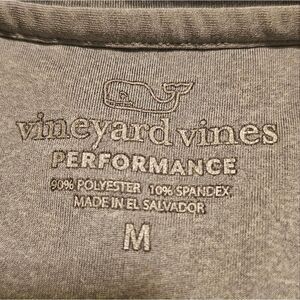 vineyard vines
PERFORMANCE
90% POLYESTER 10% SPANDEX
MADE IN EL SALVADOR
M